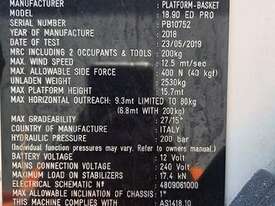 MANUFACTURER : PLATFORM-BASKET
MODEL : 18.90 ED PRO
SERIAL NUMBER : PB10752
YEAR OF MANUFACTURE : 2018
DATE OF TEST : 23/05/2019
MRC INCLUDING 2 OCCUPANTS & TOOLS : 200kg
MAX. WIND SPEED : 12.5 mt/sec
MAX. ALLOWABLE SIDE FORCE : 400 N (40 kgf)
UNLADEN WEIGHT : 2530kg
MAX PLATFORM HEIGHT : 15.7mt
MAX HORIZONTAL OUTREACH: 9.3mt LIMITED TO 80kg
(6.8mt WITH 200kg)
MAX GRADEABILITY : 27/15°
COUNTRY OF MANUFACTURE : ITALY
HYDRAULIC PRESSURE : 200 bar
(Individual function pressures may vary. Refer to owners manual.)
BATTERY VOLTAGE : 12 Volt
MAINS CONNECTION VOLTAGE : 240 Volt
MAXIMUM LOAD ON STABILIZERS : 17.4 kN
ELECTRICAL SCHEMATIC Nº : 4809061000
MAX ALLOWABLE INCLINATION OF CHASSIS : 1°
THIS MACHINE COMPLIES WITH : AS1418.10